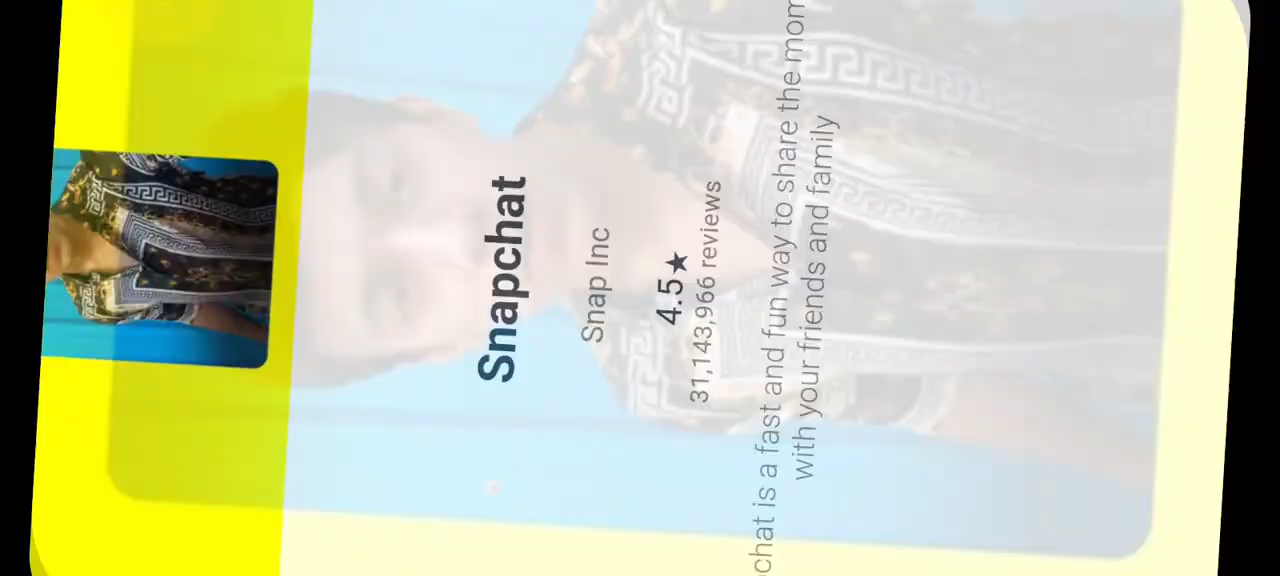 Snapchat
Snap Inc
4.5★
31,143,966 reviews
chat is a fast and fun way to share the
with your friends and family